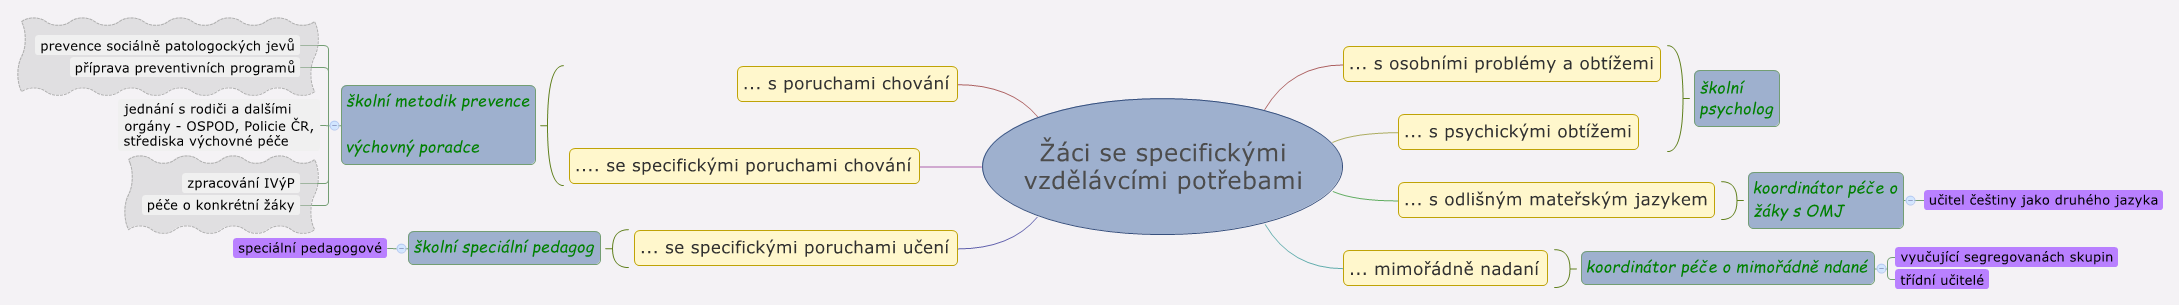 Žáci se specifickými
vzdělávcími potřebami
... s poruchami chování
.... se specifickými poruchami chování
školní metodik prevence
výchovný poradce
prevence sociálně patologockých jevů
příprava preventivních programů
jednání s rodiči a dalšími
orgány - OSPOD, Policie ČR,
střediska výchovné péče
zpracování IVýP
péče o konkrétní žáky
... se specifickými poruchami učení
školní speciální pedagog
speciální pedagogové
... s osobními problémy a obtížemi
... s psychickými obtížemi
školní
psycholog
... s odlišným mateřským jazykem
koordinátor péče o
žáky s OMJ
učitel češtiny jako druhého jazyka
... mimořádně nadaní
koordinátor péče o mimořádně ndané
vyučující segregovanách skupin
třídní učitelé